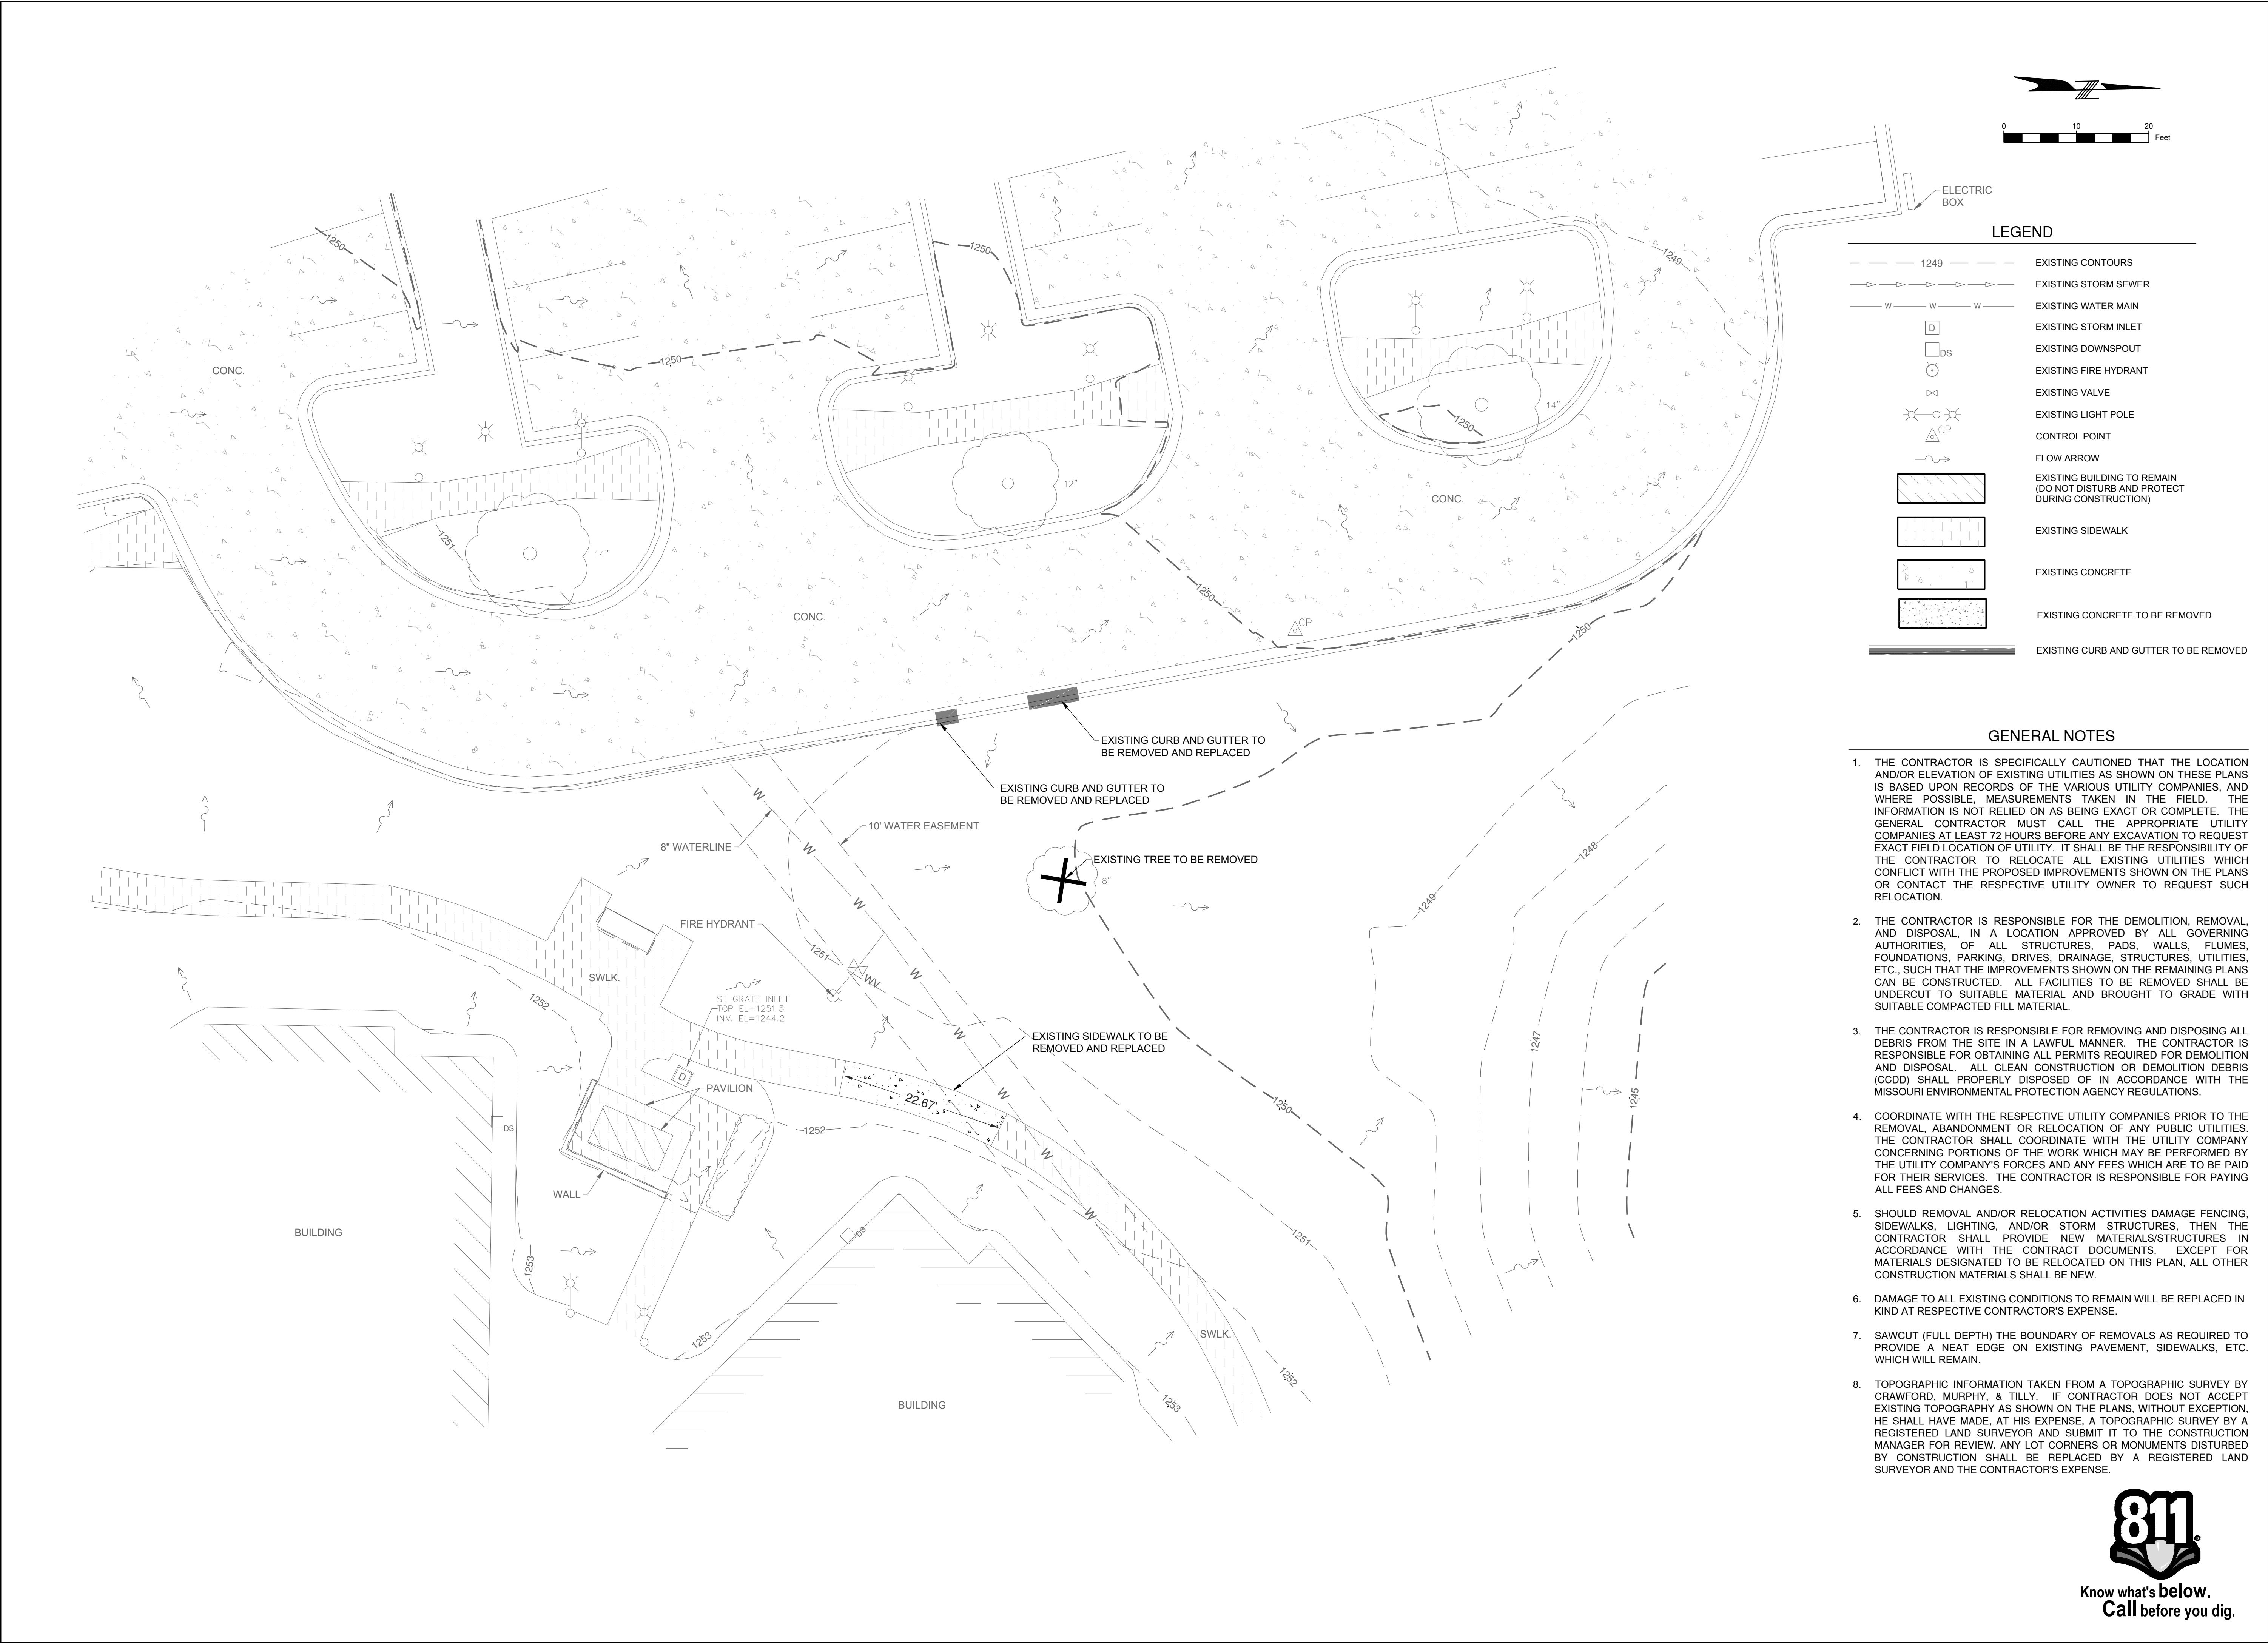 0 10 20
Feet
ELECTRIC
BOX
LEGEND
1249 EXISTING CONTOURS
EXISTING STORM SEWER
W W W EXISTING WATER MAIN
D EXISTING STORM INLET
DS EXISTING DOWNSPOUT
EXISTING FIRE HYDRANT
EXISTING VALVE
EXISTING LIGHT POLE
CP CONTROL POINT
FLOW ARROW
EXISTING BUILDING TO REMAIN
(DO NOT DISTURB AND PROTECT
DURING CONSTRUCTION)
EXISTING SIDEWALK
EXISTING CONCRETE
EXISTING CONCRETE TO BE REMOVED
EXISTING CURB AND GUTTER TO BE REMOVED
GENERAL NOTES
1. THE CONTRACTOR IS SPECIFICALLY CAUTIONED THAT THE LOCATION
AND/OR ELEVATION OF EXISTING UTILITIES AS SHOWN ON THESE PLANS
IS BASED UPON RECORDS OF THE VARIOUS UTILITY COMPANIES, AND
WHERE POSSIBLE, MEASUREMENTS TAKEN IN THE FIELD. THE
INFORMATION IS NOT RELIED ON AS BEING EXACT OR COMPLETE. THE
GENERAL CONTRACTOR MUST CALL THE APPROPRIATE UTILITY
COMPANIES AT LEAST 72 HOURS BEFORE ANY EXCAVATION TO REQUEST
EXACT FIELD LOCATION OF UTILITY. IT SHALL BE THE RESPONSIBILITY OF
THE CONTRACTOR TO RELOCATE ALL EXISTING UTILITIES WHICH
CONFLICT WITH THE PROPOSED IMPROVEMENTS SHOWN ON THE PLANS
OR CONTACT THE RESPECTIVE UTILITY OWNER TO REQUEST SUCH
RELOCATION.
2. THE CONTRACTOR IS RESPONSIBLE FOR THE DEMOLITION, REMOVAL,
AND DISPOSAL, IN A LOCATION APPROVED BY ALL GOVERNING
AUTHORITIES, OF ALL STRUCTURES, PADS, WALLS, FLUMES,
FOUNDATIONS, PARKING, DRIVES, DRAINAGE, STRUCTURES, UTILITIES,
ETC., SUCH THAT THE IMPROVEMENTS SHOWN ON THE REMAINING PLANS
CAN BE CONSTRUCTED. ALL FACILITIES TO BE REMOVED SHALL BE
UNDERCUT TO SUITABLE MATERIAL AND BROUGHT TO GRADE WITH
SUITABLE COMPACTED FILL MATERIAL.
3. THE CONTRACTOR IS RESPONSIBLE FOR REMOVING AND DISPOSING ALL
DEBRIS FROM THE SITE IN A LAWFUL MANNER. THE CONTRACTOR IS
RESPONSIBLE FOR OBTAINING ALL PERMITS REQUIRED FOR DEMOLITION
AND DISPOSAL. ALL CLEAN CONSTRUCTION OR DEMOLITION DEBRIS
(CCDD) SHALL PROPERLY DISPOSED OF IN ACCORDANCE WITH THE
MISSOURI ENVIRONMENTAL PROTECTION AGENCY REGULATIONS.
4. COORDINATE WITH THE RESPECTIVE UTILITY COMPANIES PRIOR TO THE
REMOVAL, ABANDONMENT OR RELOCATION OF ANY PUBLIC UTILITIES.
THE CONTRACTOR SHALL COORDINATE WITH THE UTILITY COMPANY
CONCERNING PORTIONS OF THE WORK WHICH MAY BE PERFORMED BY
THE UTILITY COMPANY'S FORCES AND ANY FEES WHICH ARE TO BE PAID
FOR THEIR SERVICES. THE CONTRACTOR IS RESPONSIBLE FOR PAYING
ALL FEES AND CHANGES.
5. SHOULD REMOVAL AND/OR RELOCATION ACTIVITIES DAMAGE FENCING,
SIDEWALKS, LIGHTING, AND/OR STORM STRUCTURES, THEN THE
CONTRACTOR SHALL PROVIDE NEW MATERIALS/STRUCTURES IN
ACCORDANCE WITH THE CONTRACT DOCUMENTS. EXCEPT FOR
MATERIALS DESIGNATED TO BE RELOCATED ON THIS PLAN, ALL OTHER
CONSTRUCTION MATERIALS SHALL BE NEW.
6. DAMAGE TO ALL EXISTING CONDITIONS TO REMAIN WILL BE REPLACED IN
KIND AT RESPECTIVE CONTRACTOR'S EXPENSE.
7. SAWCUT (FULL DEPTH) THE BOUNDARY OF REMOVALS AS REQUIRED TO
PROVIDE A NEAT EDGE ON EXISTING PAVEMENT, SIDEWALKS, ETC.
WHICH WILL REMAIN.
8. TOPOGRAPHIC INFORMATION TAKEN FROM A TOPOGRAPHIC SURVEY BY
CRAWFORD, MURPHY, & TILLY. IF CONTRACTOR DOES NOT ACCEPT
EXISTING TOPOGRAPHY AS SHOWN ON THE PLANS, WITHOUT EXCEPTION,
HE SHALL HAVE MADE, AT HIS EXPENSE, A TOPOGRAPHIC SURVEY BY A
REGISTERED LAND SURVEYOR AND SUBMIT IT TO THE CONSTRUCTION
MANAGER FOR REVIEW. ANY LOT CORNERS OR MONUMENTS DISTURBED
BY CONSTRUCTION SHALL BE REPLACED BY A REGISTERED LAND
SURVEYOR AND THE CONTRACTOR'S EXPENSE.
811®
Know what's below.
Call before you dig.
1250
1250
1250
1249
CONC.
14"
1250
12"
CONC.
1251
14"
1250
CONC.
CP
1250
EXISTING CURB AND GUTTER TO
BE REMOVED AND REPLACED
EXISTING CURB AND GUTTER TO
BE REMOVED AND REPLACED
W
10' WATER EASEMENT
8" WATERLINE
W
EXISTING TREE TO BE REMOVED
8"
1248
1249
W
FIRE HYDRANT
1251
W
WV
SWLK.
1252
ST GRATE INLET
TOP EL=1251.5
INV. EL=1244.2
W
EXISTING SIDEWALK TO BE
REMOVED AND REPLACED
1247
D
PAVILION
W
22.67'
1250
1245
DS
1252
W
WALL
W
BUILDING
DS
1251
1253
1253
SWLK.
1252
1253
BUILDING